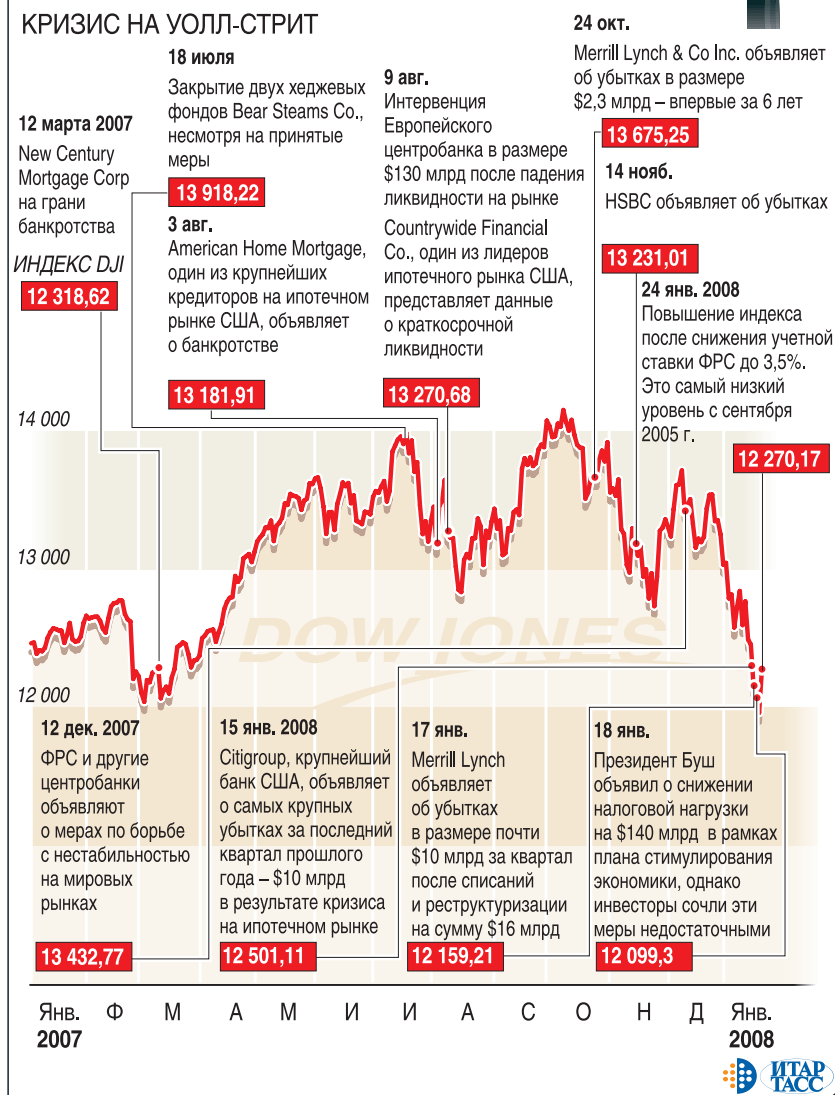 КРИЗИС НА УОЛЛ-СТРИТ
12 марта 2007
New Century
Mortgage Corp
на грани
банкротства
ИНДЕКС DJI
12 318,62
18 июля
Закрытие двух хеджевых
фондов Bear Steams Co.,
несмотря на принятые
меры
13 918,22
3 авг.
American Home Mortgage,
один из крупнейших
кредиторов на ипотечном
рынке США, объявляет
о банкротстве
13 181,91
9 авг.
Интервенция
Европейского
центробанка в размере
$130 млрд после падения
ликвидности на рынке
Countrywide Financial
Co., один из лидеров
ипотечного рынка США,
представляет данные
о краткосрочной
ликвидности
13 270,68
24 окт.
Merrill Lynch & Co Inc. объявляет
об убытках в размере
$2,3 млрд – впервые за 6 лет
13 675,25
14 нояб.
HSBC объявляет об убытках
13 231,01
24 янв. 2008
Повышение индекса
после снижения учетной
ставки ФРС до 3,5%.
Это самый низкий
уровень с сентября
2005 г.
12 270,17
14 000
13 000
12 000
DOW JONES
12 дек. 2007
ФРС и другие
центробанки
объявляют
о мерах по борьбе
с нестабильностью
на мировых
рынках
13 432,77
15 янв. 2008
Citigroup, крупнейший
банк США, объявляет
о самых крупных
убытках за последний
квартал прошлого
года – $10 млрд
в результате кризиса
на ипотечном рынке
12 501,11
17 янв.
Merrill Lynch
объявляет
об убытках
в размере почти
$10 млрд за квартал
после списаний
и реструктуризации
на сумму $16 млрд
12 159,21
18 янв.
Президент Буш
объявил о снижении
налоговой нагрузки
на $140 млрд в рамках
плана стимулирования
экономики, однако
инвесторы сочли эти
меры недостаточными
12 099,3
Янв. Ф М А М И И А С О Н Д Янв.
2007 2008
ИТАР
ТАСС